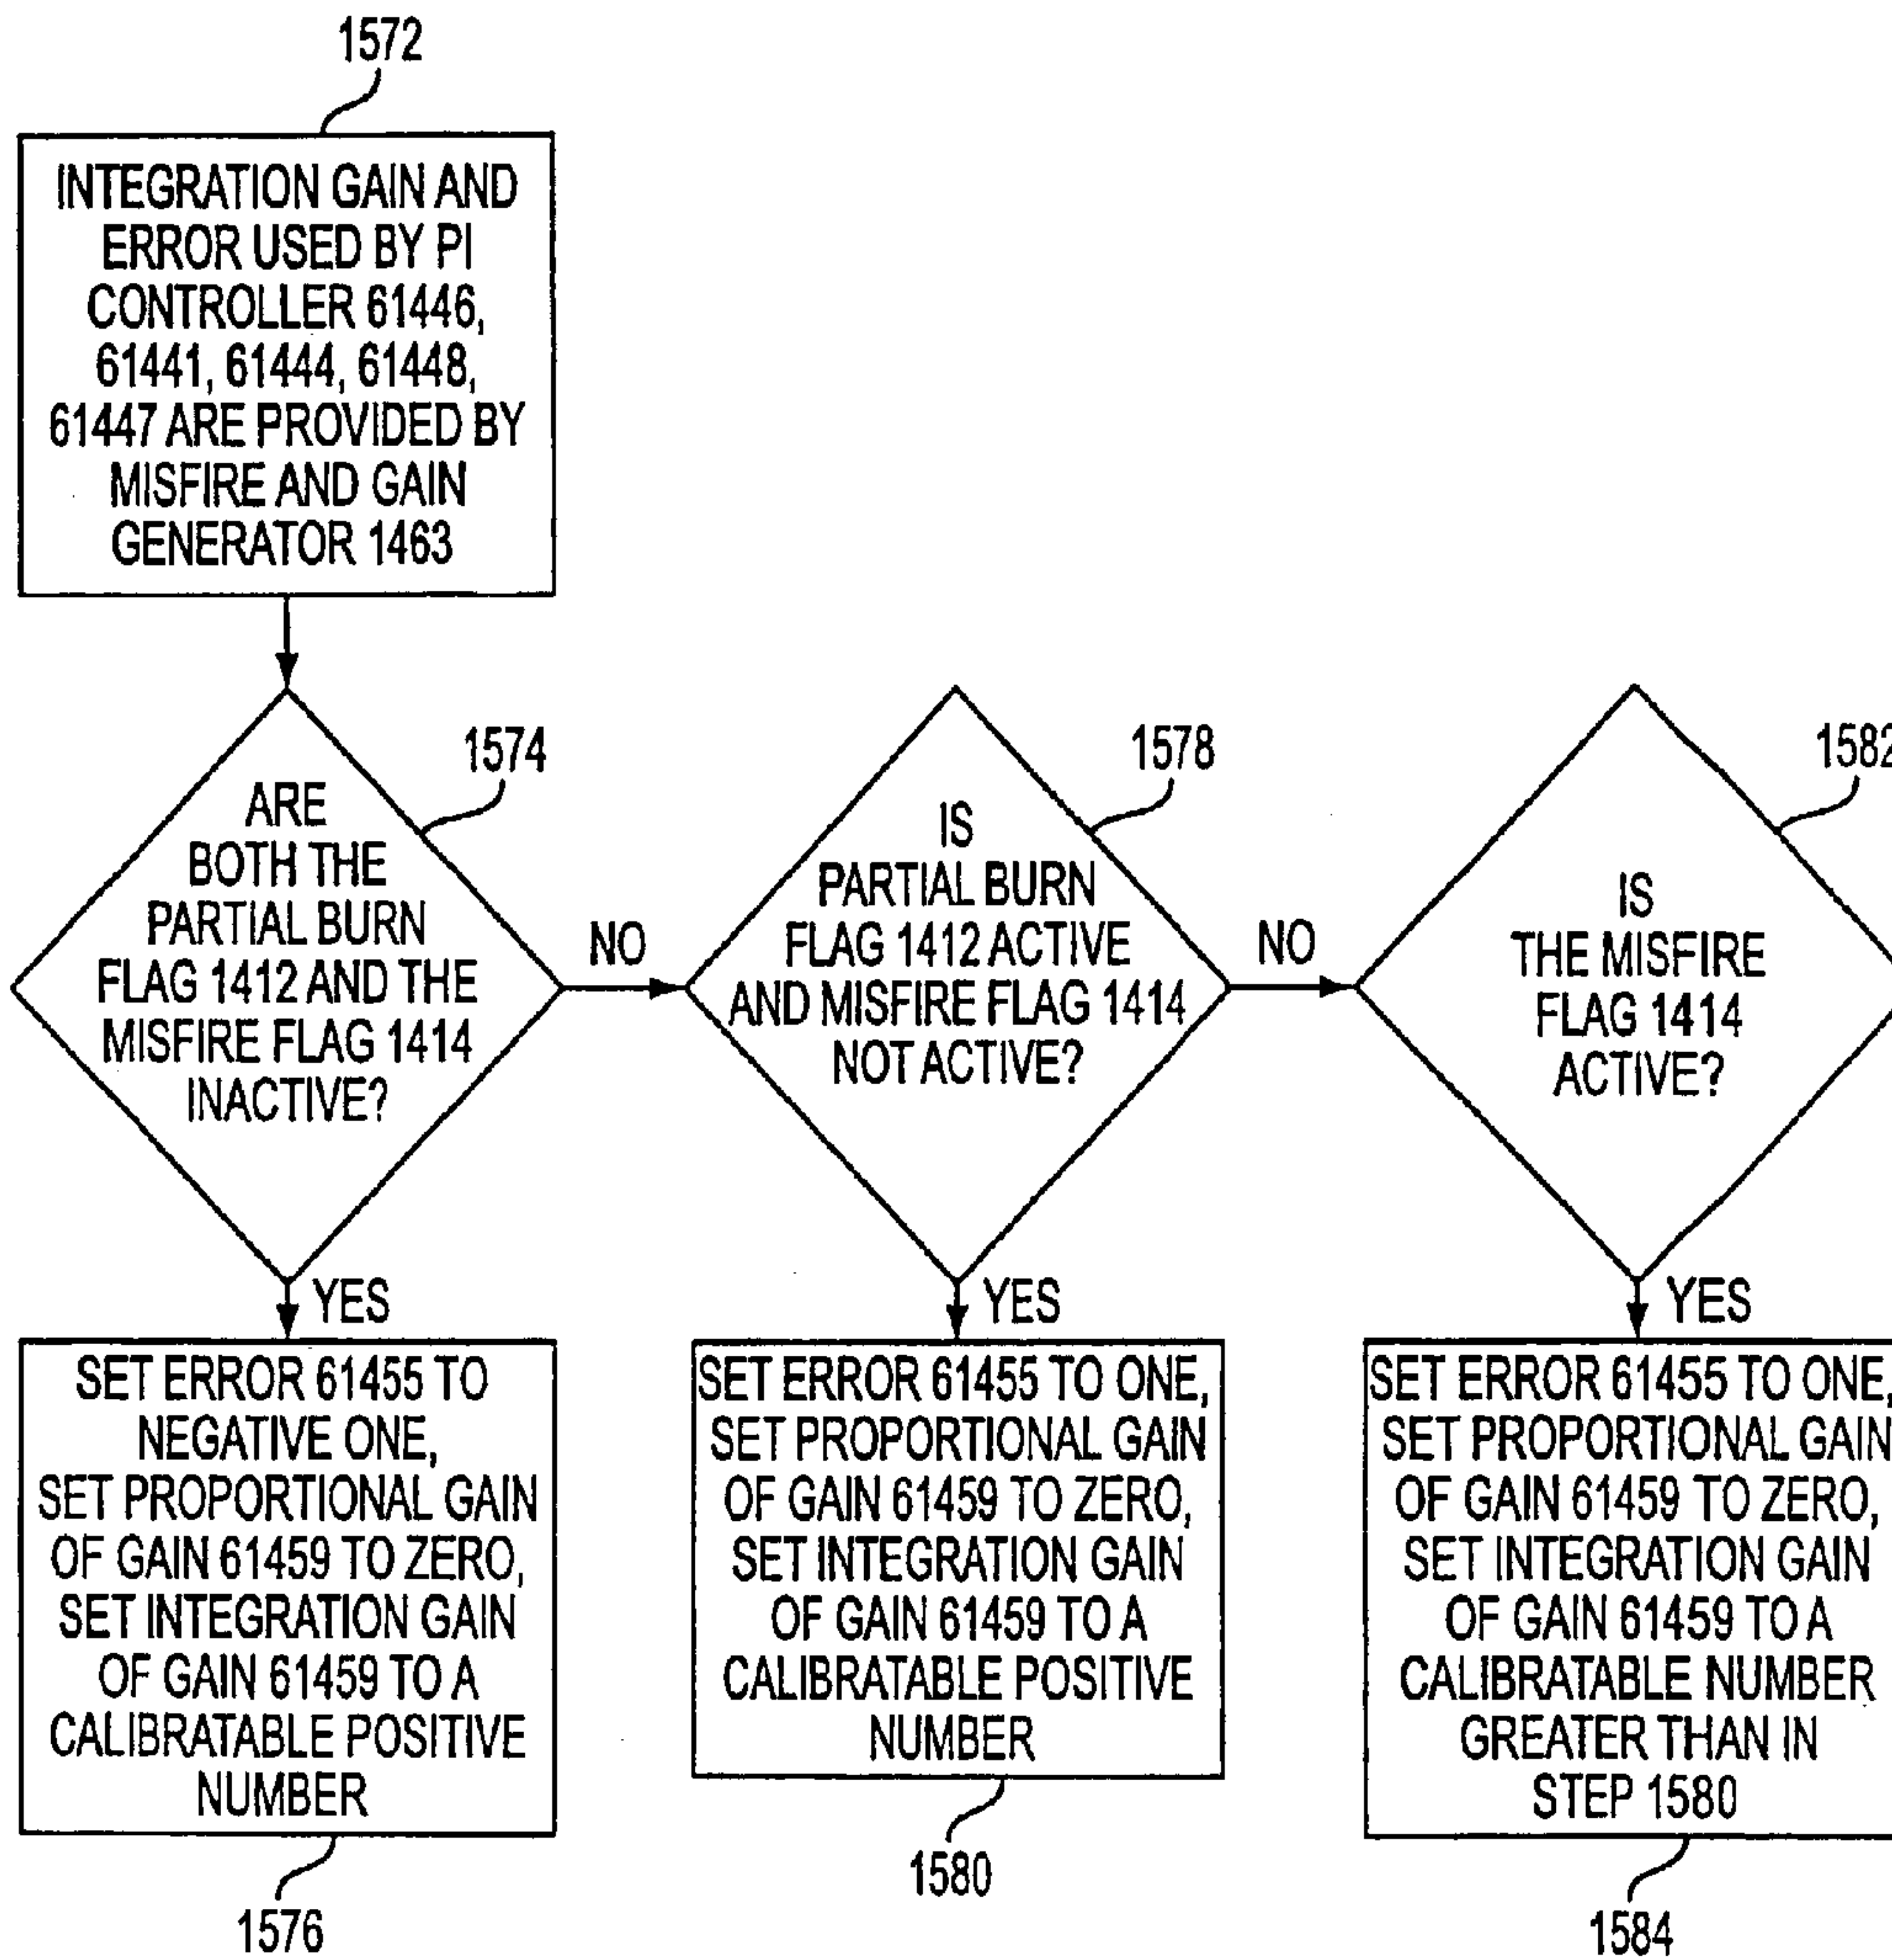 1572
INTEGRATION GAIN AND
ERROR USED BY PI
CONTROLLER 61446,
61441, 61444, 61448,
61447 ARE PROVIDED BY
MISFIRE AND GAIN
GENERATOR 1463
1574
ARE
BOTH THE
PARTIAL BURN
FLAG 1412 AND THE
MISFIRE FLAG 1414
INACTIVE?
NO
1578
IS
PARTIAL BURN
FLAG 1412 ACTIVE
AND MISFIRE FLAG 1414
NOT ACTIVE?
NO
1582
IS
THE MISFIRE
FLAG 1414
ACTIVE?
YES
SET ERROR 61455 TO
NEGATIVE ONE,
SET PROPORTIONAL GAIN
OF GAIN 61459 TO ZERO,
SET INTEGRATION GAIN
OF GAIN 61459 TO A
CALIBRATABLE POSITIVE
NUMBER
1576
YES
SET ERROR 61455 TO ONE,
SET PROPORTIONAL GAIN
OF GAIN 61459 TO ZERO,
SET INTEGRATION GAIN
OF GAIN 61459 TO A
CALIBRATABLE POSITIVE
NUMBER
1580
YES
SET ERROR 61455 TO ONE,
SET PROPORTIONAL GAIN
OF GAIN 61459 TO ZERO,
SET INTEGRATION GAIN
OF GAIN 61459 TO A
CALIBRATABLE NUMBER
GREATER THAN IN
STEP 1580
1584